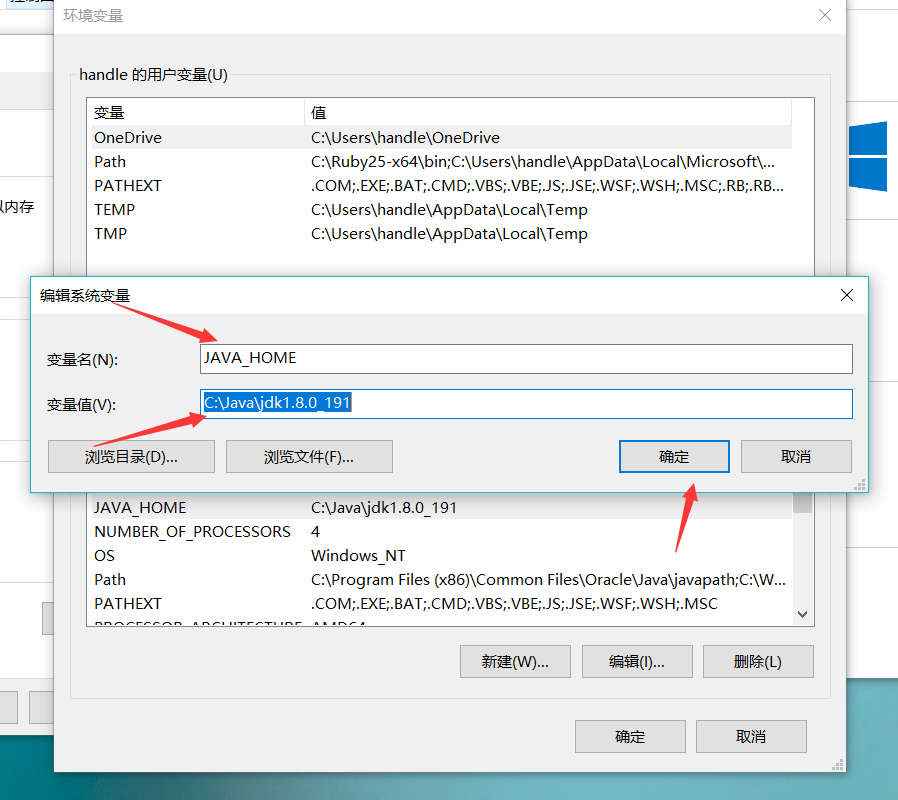 环境变量
handle 的用户变量(U)
变量 值
OneDrive C:\Users\handle\OneDrive
Path C:\Ruby25-x64\bin;C:\Users\handle\AppData\Local\Microsoft\...
PATHEXT .COM;.EXE;.BAT;.CMD;.VBS;.VBE;.JS;.JSE;.WSF;.WSH;.MSC;.RB;.RB...
TEMP C:\Users\handle\AppData\Local\Temp
TMP C:\Users\handle\AppData\Local\Temp
内存
编辑系统变量
变量名(N): JAVA_HOME
变量值(V): C:\Java\jdk1.8.0_191
浏览目录(D)... 浏览文件(F)... 确定 取消
JAVA_HOME C:\Java\jdk1.8.0_191
NUMBER_OF_PROCESSORS 4
OS Windows_NT
Path C:\Program Files (x86)\Common Files\Oracle\Java\javapath;C:\W...
PATHEXT .COM;.EXE;.BAT;.CMD;.VBS;.VBE;.JS;.JSE;.WSF;.WSH;.MSC
PROCESSOR_ARCHITECTURE AMD64
新建(W)... 编辑(I)... 删除(L)
确定 取消